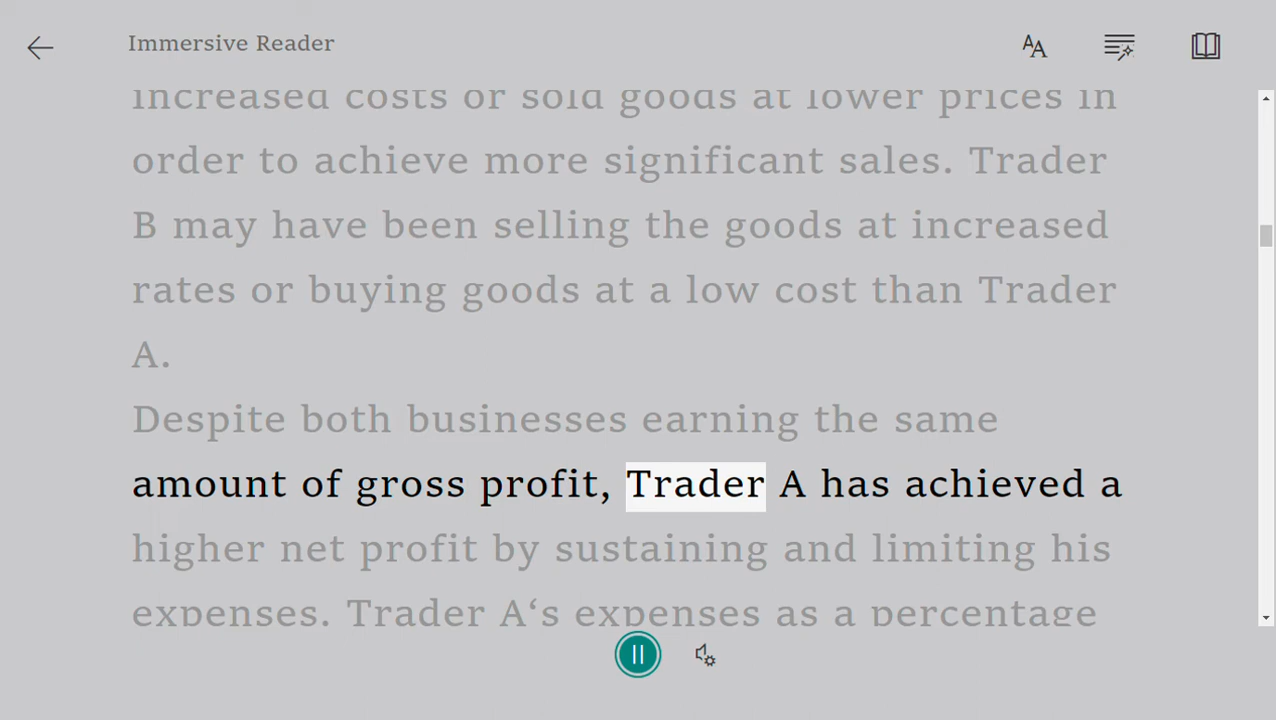 Immersive Reader
increased costs or sold goods at lower prices in
order to achieve more significant sales. Trader
B may have been selling the goods at increased
rates or buying goods at a low cost than Trader
A.
Despite both businesses earning the same
amount of gross profit, Trader A has achieved a
higher net profit by sustaining and limiting his
expenses. Trader A‘s expenses as a percentage